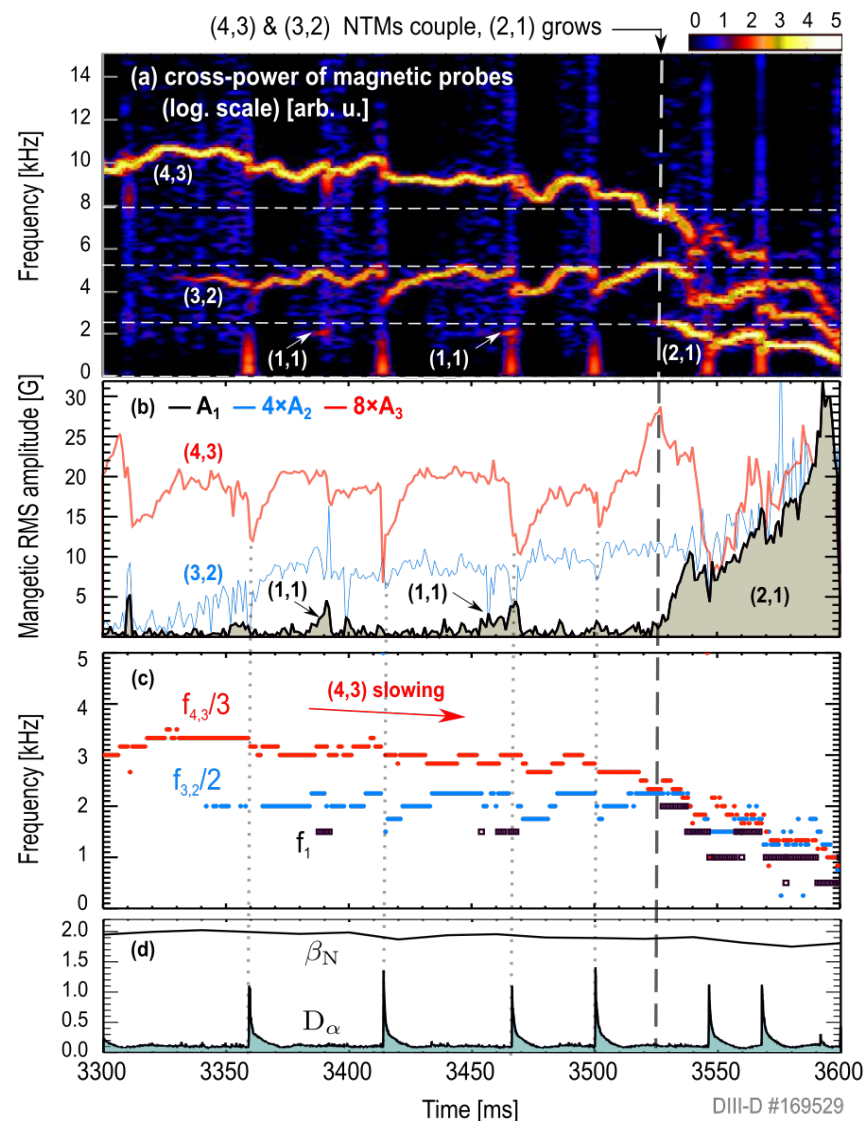 (4,3) & (3,2) NTMs couple, (2,1) grows
0 1 2 3 4 5
(a) cross-power of magnetic probes
(log. scale) [arb. u.]
Frequency [kHz]
14
12
10
8
6
4
2
0
(4,3)
(3,2)
(1,1)
(1,1)
(2,1)
(b) A1 4×A2 8×A3
Mangetic RMS amplitude [G]
30
25
20
15
10
5
(4,3)
(3,2)
(1,1)
(1,1)
(2,1)
(c)
Frequency [kHz]
5
4
3
2
1
0
f4,3/3
(4,3) slowing
f3,2/2
f1
(d)
2.0
1.5
1.0
0.5
0.0
βN
Dα
3300 3350 3400 3450 3500 3550 3600
Time [ms]
DIII-D #169529